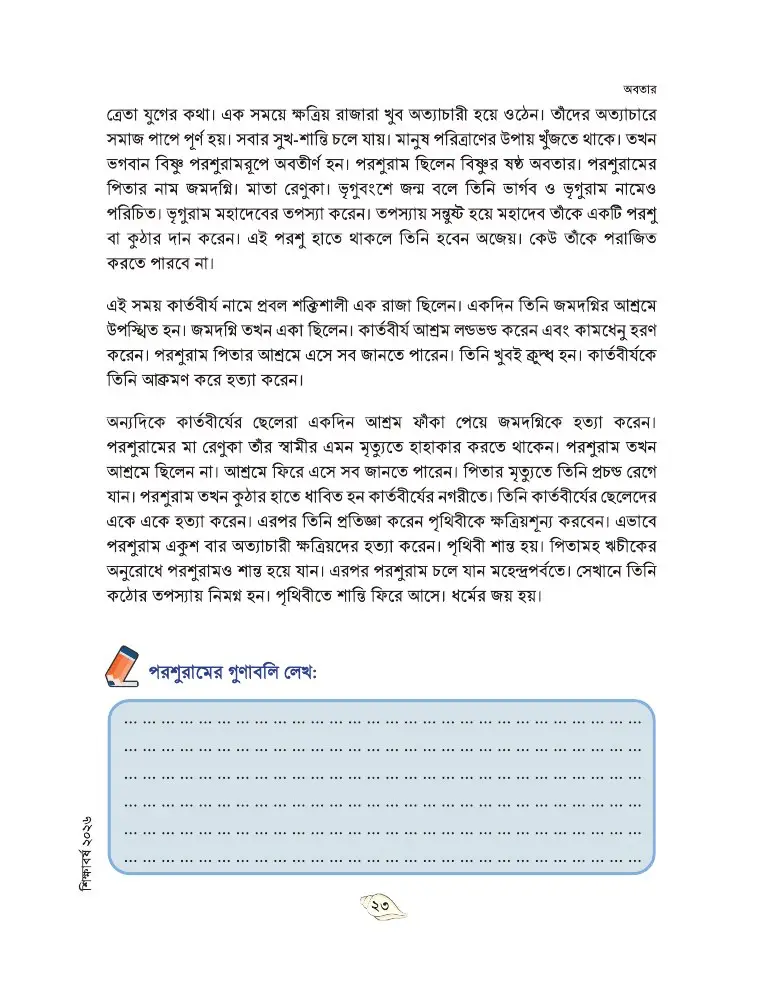 অবতার
ত্রেতা যুগের কথা। এক সময়ে ক্ষত্রিয় রাজারা খুব অত্যাচারী হয়ে ওঠেন। তাঁদের অত্যাচারে
সমাজ পাপে পূর্ণ হয়। সবার সুখ-শান্তি চলে যায়। মানুষ পরিত্রাণের উপায় খুঁজতে থাকে। তখন
ভগবান বিষ্ণু পরশুরামরূপে অবতীর্ণ হন। পরশুরাম ছিলেন বিষ্ণুর ষষ্ঠ অবতার। পরশুরামের
পিতার নাম জমদগ্নি। মাতা রেণুকা। ভৃগুবংশে জন্ম বলে তিনি ভার্গব ও ভৃগুরাম নামেও
পরিচিত। ভৃগুরাম মহাদেবের তপস্যা করেন। তপস্যায় সন্তুষ্ট হয়ে মহাদেব তাঁকে একটি পরশু
বা কুঠার দান করেন। এই পরশু হাতে থাকলে তিনি হবেন অজেয়। কেউ তাঁকে পরাজিত
করতে পারবে না।
এই সময় কার্তবীর্য নামে প্রবল শক্তিশালী এক রাজা ছিলেন। একদিন তিনি জমদগ্নির আশ্রমে
উপস্থিত হন। জমদগ্নি তখন একা ছিলেন। কার্তবীর্য আশ্রম লন্ডভন্ড করেন এবং কামধেনু হরণ
করেন। পরশুরাম পিতার আশ্রমে এসে সব জানতে পারেন। তিনি খুবই ক্রুদ্ধ হন। কার্তবীর্যকে
তিনি আক্রমণ করে হত্যা করেন।
অন্যদিকে কার্তবীর্যের ছেলেরা একদিন আশ্রম ফাঁকা পেয়ে জমদগ্নিকে হত্যা করেন।
পরশুরামের মা রেণুকা তাঁর স্বামীর এমন মৃত্যুতে হাহাকার করতে থাকেন। পরশুরাম তখন
আশ্রমে ছিলেন না। আশ্রমে ফিরে এসে সব জানতে পারেন। পিতার মৃত্যুতে তিনি প্রচন্ড রেগে
যান। পরশুরাম তখন কুঠার হাতে ধাবিত হন কার্তবীর্যের নগরীতে। তিনি কার্তবীর্যের ছেলেদের
একে একে হত্যা করেন। এরপর তিনি প্রতিজ্ঞা করেন পৃথিবীকে ক্ষত্রিয়শূন্য করবেন। এভাবে
পরশুরাম একুশ বার অত্যাচারী ক্ষত্রিয়দের হত্যা করেন। পৃথিবী শান্ত হয়। পিতামহ ঋচীকের
অনুরোধে পরশুরামও শান্ত হয়ে যান। এরপর পরশুরাম চলে যান মহেন্দ্রপর্বতে। সেখানে তিনি
কঠোর তপস্যায় নিমগ্ন হন। পৃথিবীতে শান্তি ফিরে আসে। ধর্মের জয় হয়।
পরশুরামের গুণাবলি লেখ:
শিক্ষাবর্ষ ২০২৬
২৩